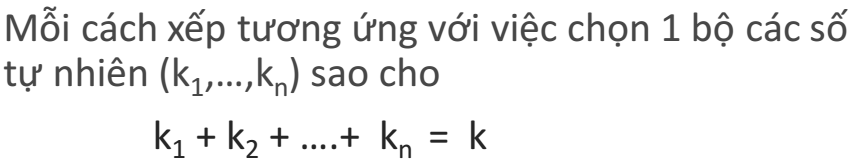 Mỗi cách xếp tương ứng với việc chọn 1 bộ các số
tự nhiên (k₁,...,kₙ) sao cho
k₁ + k₂ + ....+ kₙ = k